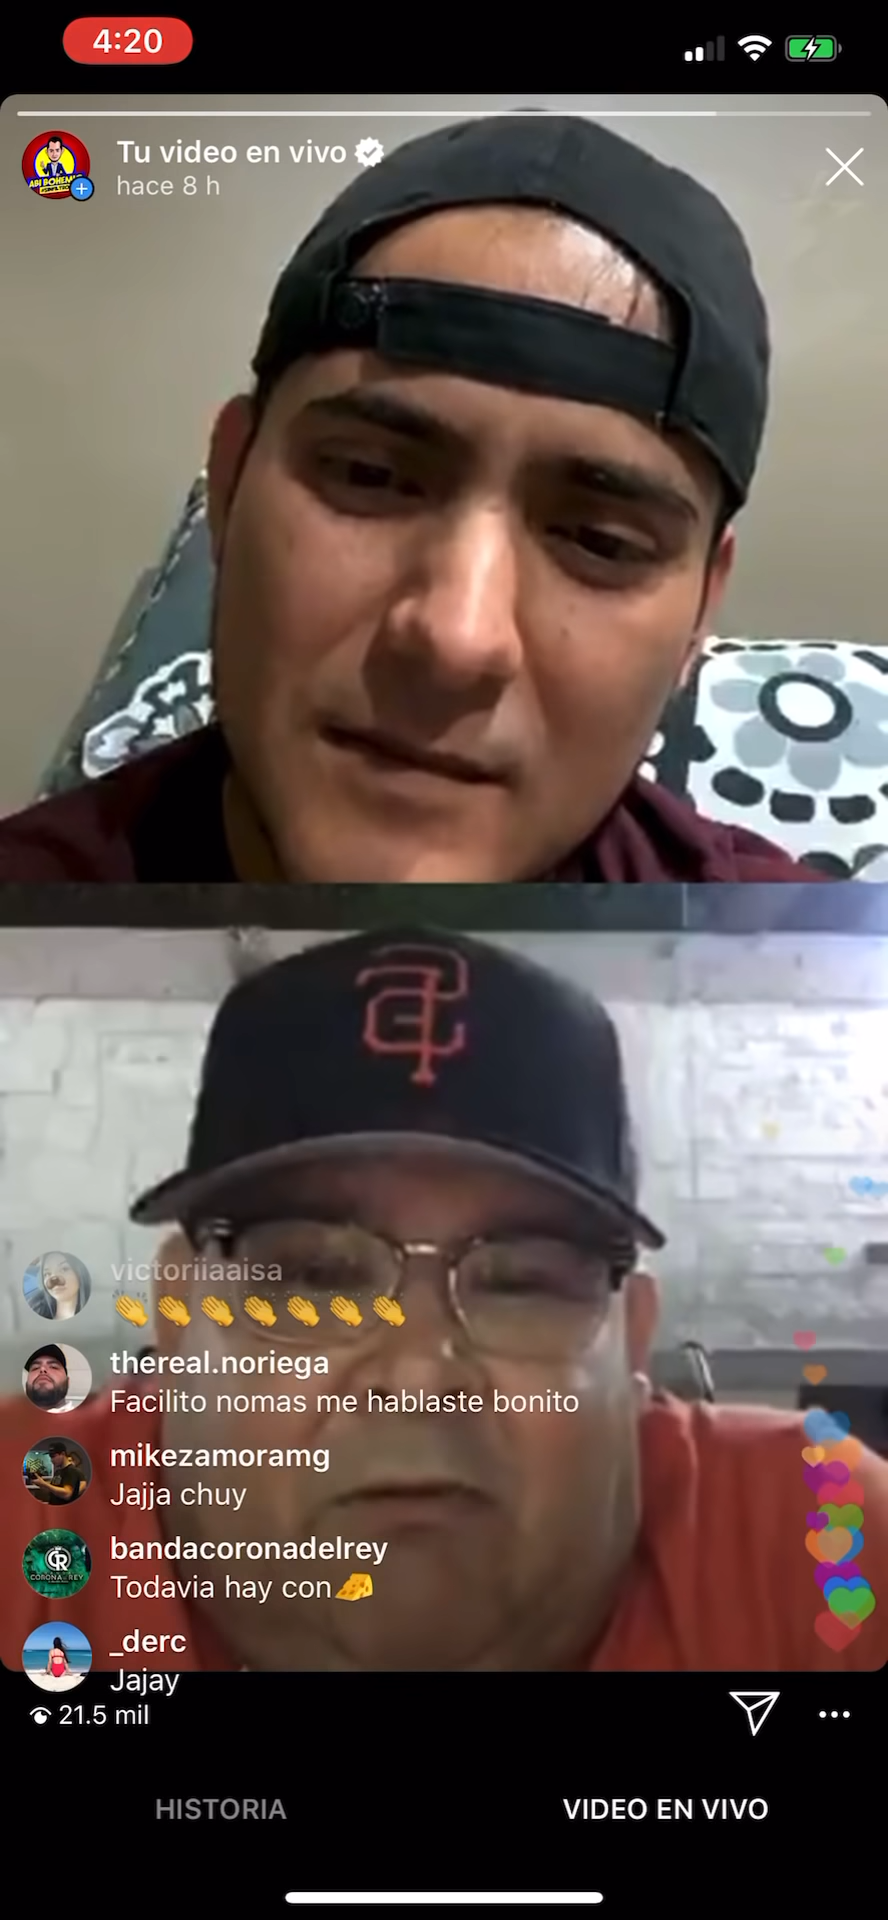 4:20
Tu video en vivo
hace 8 h
victoriiaaisa
👏👏👏👏👏👏👏
thereal.noriega
Facilito nomas me hablaste bonito
mikezamoramg
Jajja chuy
bandacoronadelrey
Todavia hay con🧀
_derc
Jajay
21.5 mil
HISTORIA
VIDEO EN VIVO